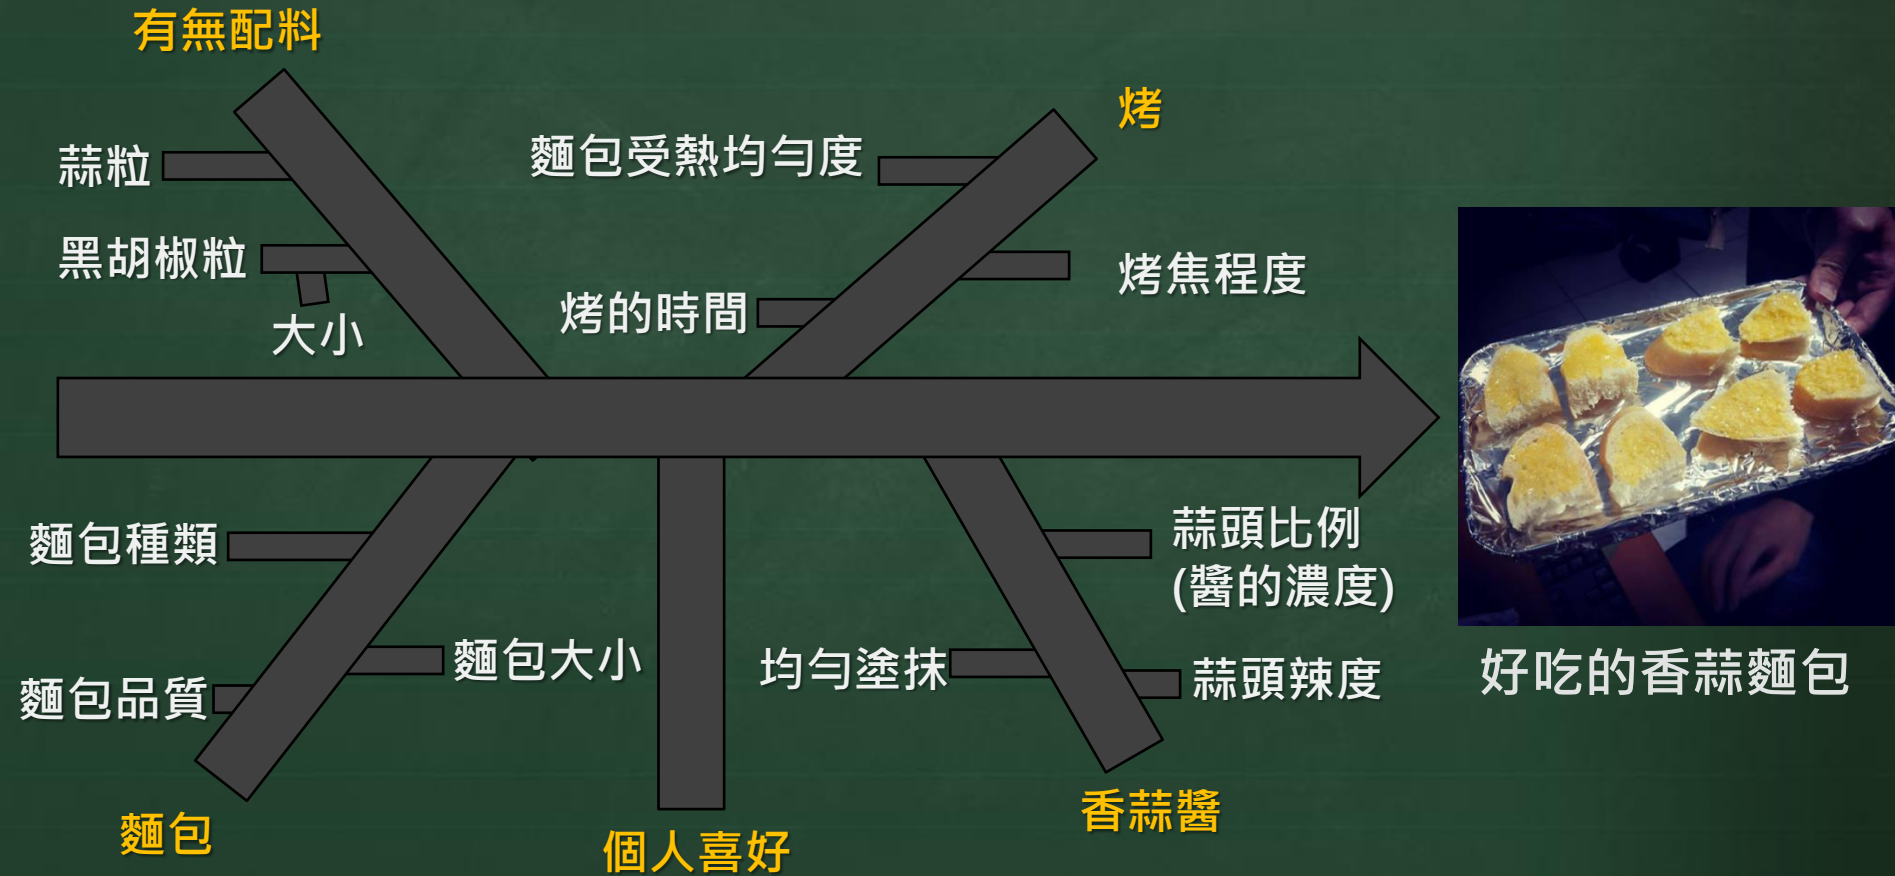 有無配料
烤
蒜粒
麵包受熱均勻度
黑胡椒粒
大小
烤的時間
烤焦程度
麵包種類
麵包大小
麵包品質
蒜頭比例
(醬的濃度)
均勻塗抹
蒜頭辣度
好吃的香蒜麵包
麵包
個人喜好
香蒜醬